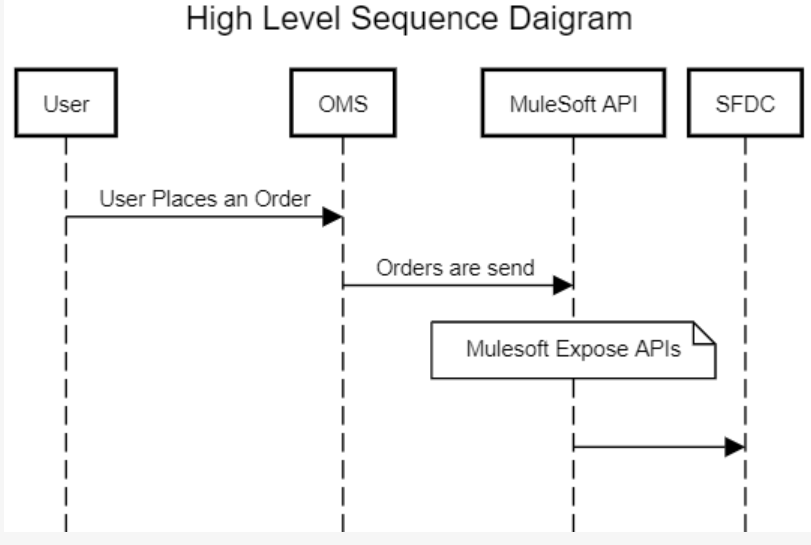 High Level Sequence Daigram
User
OMS
MuleSoft API
SFDC
User Places an Order
Orders are send
Mulesoft Expose APIs